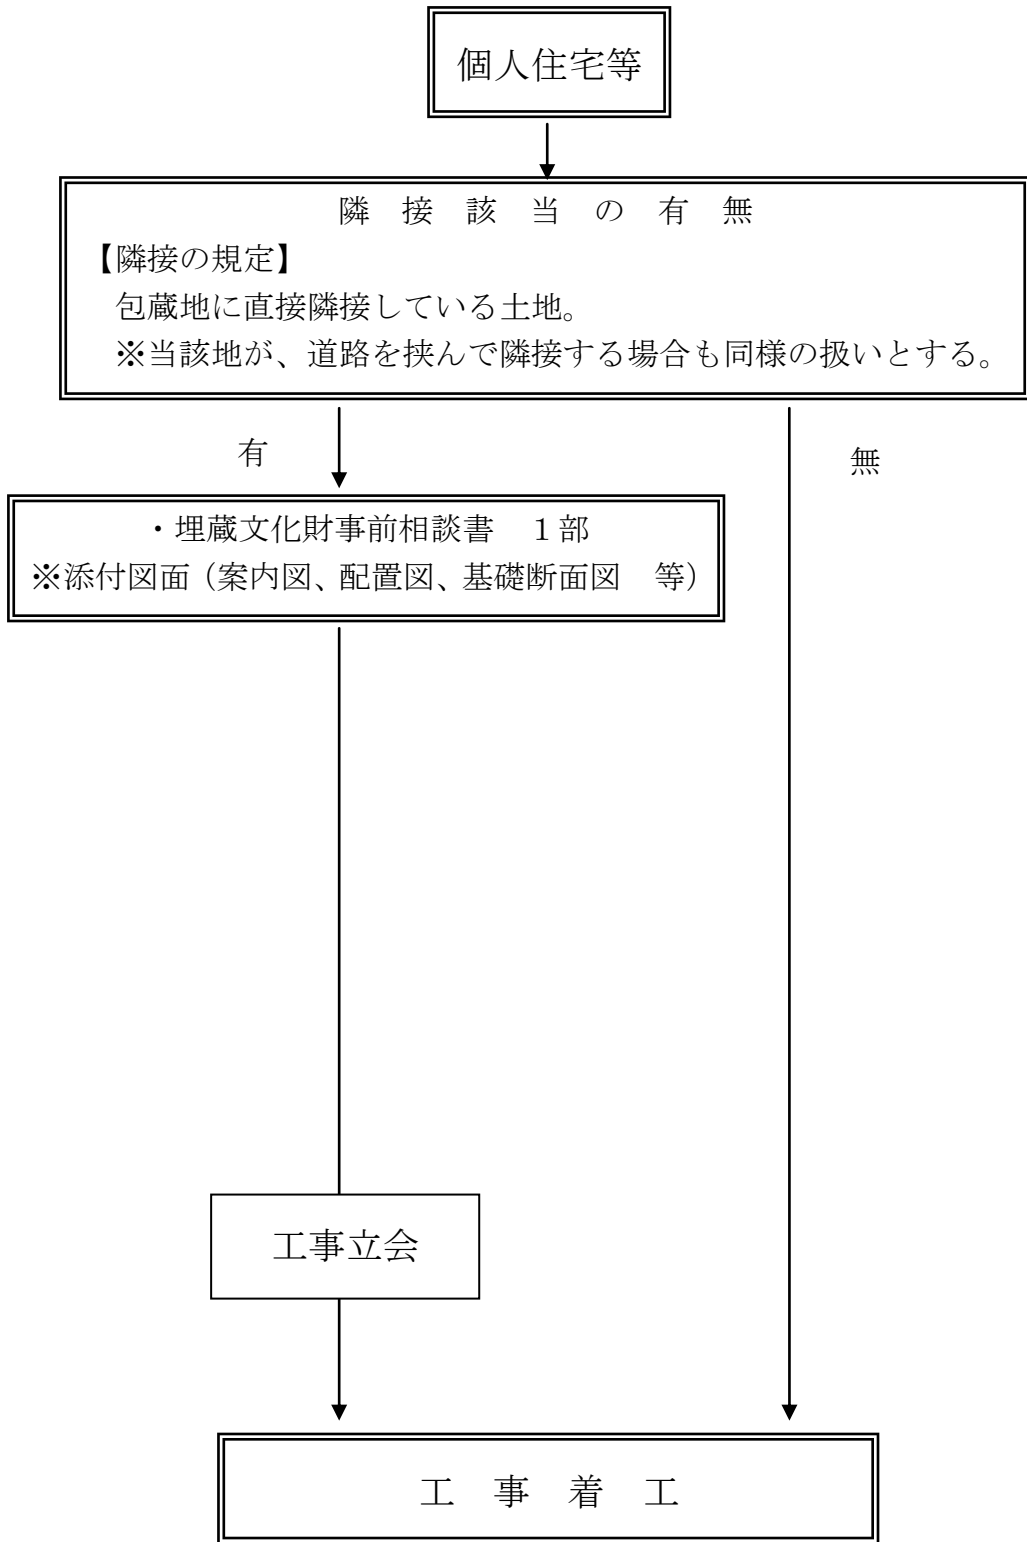 個人住宅等
隣　接　該　当　の　有　無
【隣接の規定】
包蔵地に直接隣接している土地。
※当該地が、道路を挟んで隣接する場合も同様の扱いとする。
有
無
・埋蔵文化財事前相談書　１部
※添付図面（案内図、配置図、基礎断面図　等）
工事立会
工　事　着　工